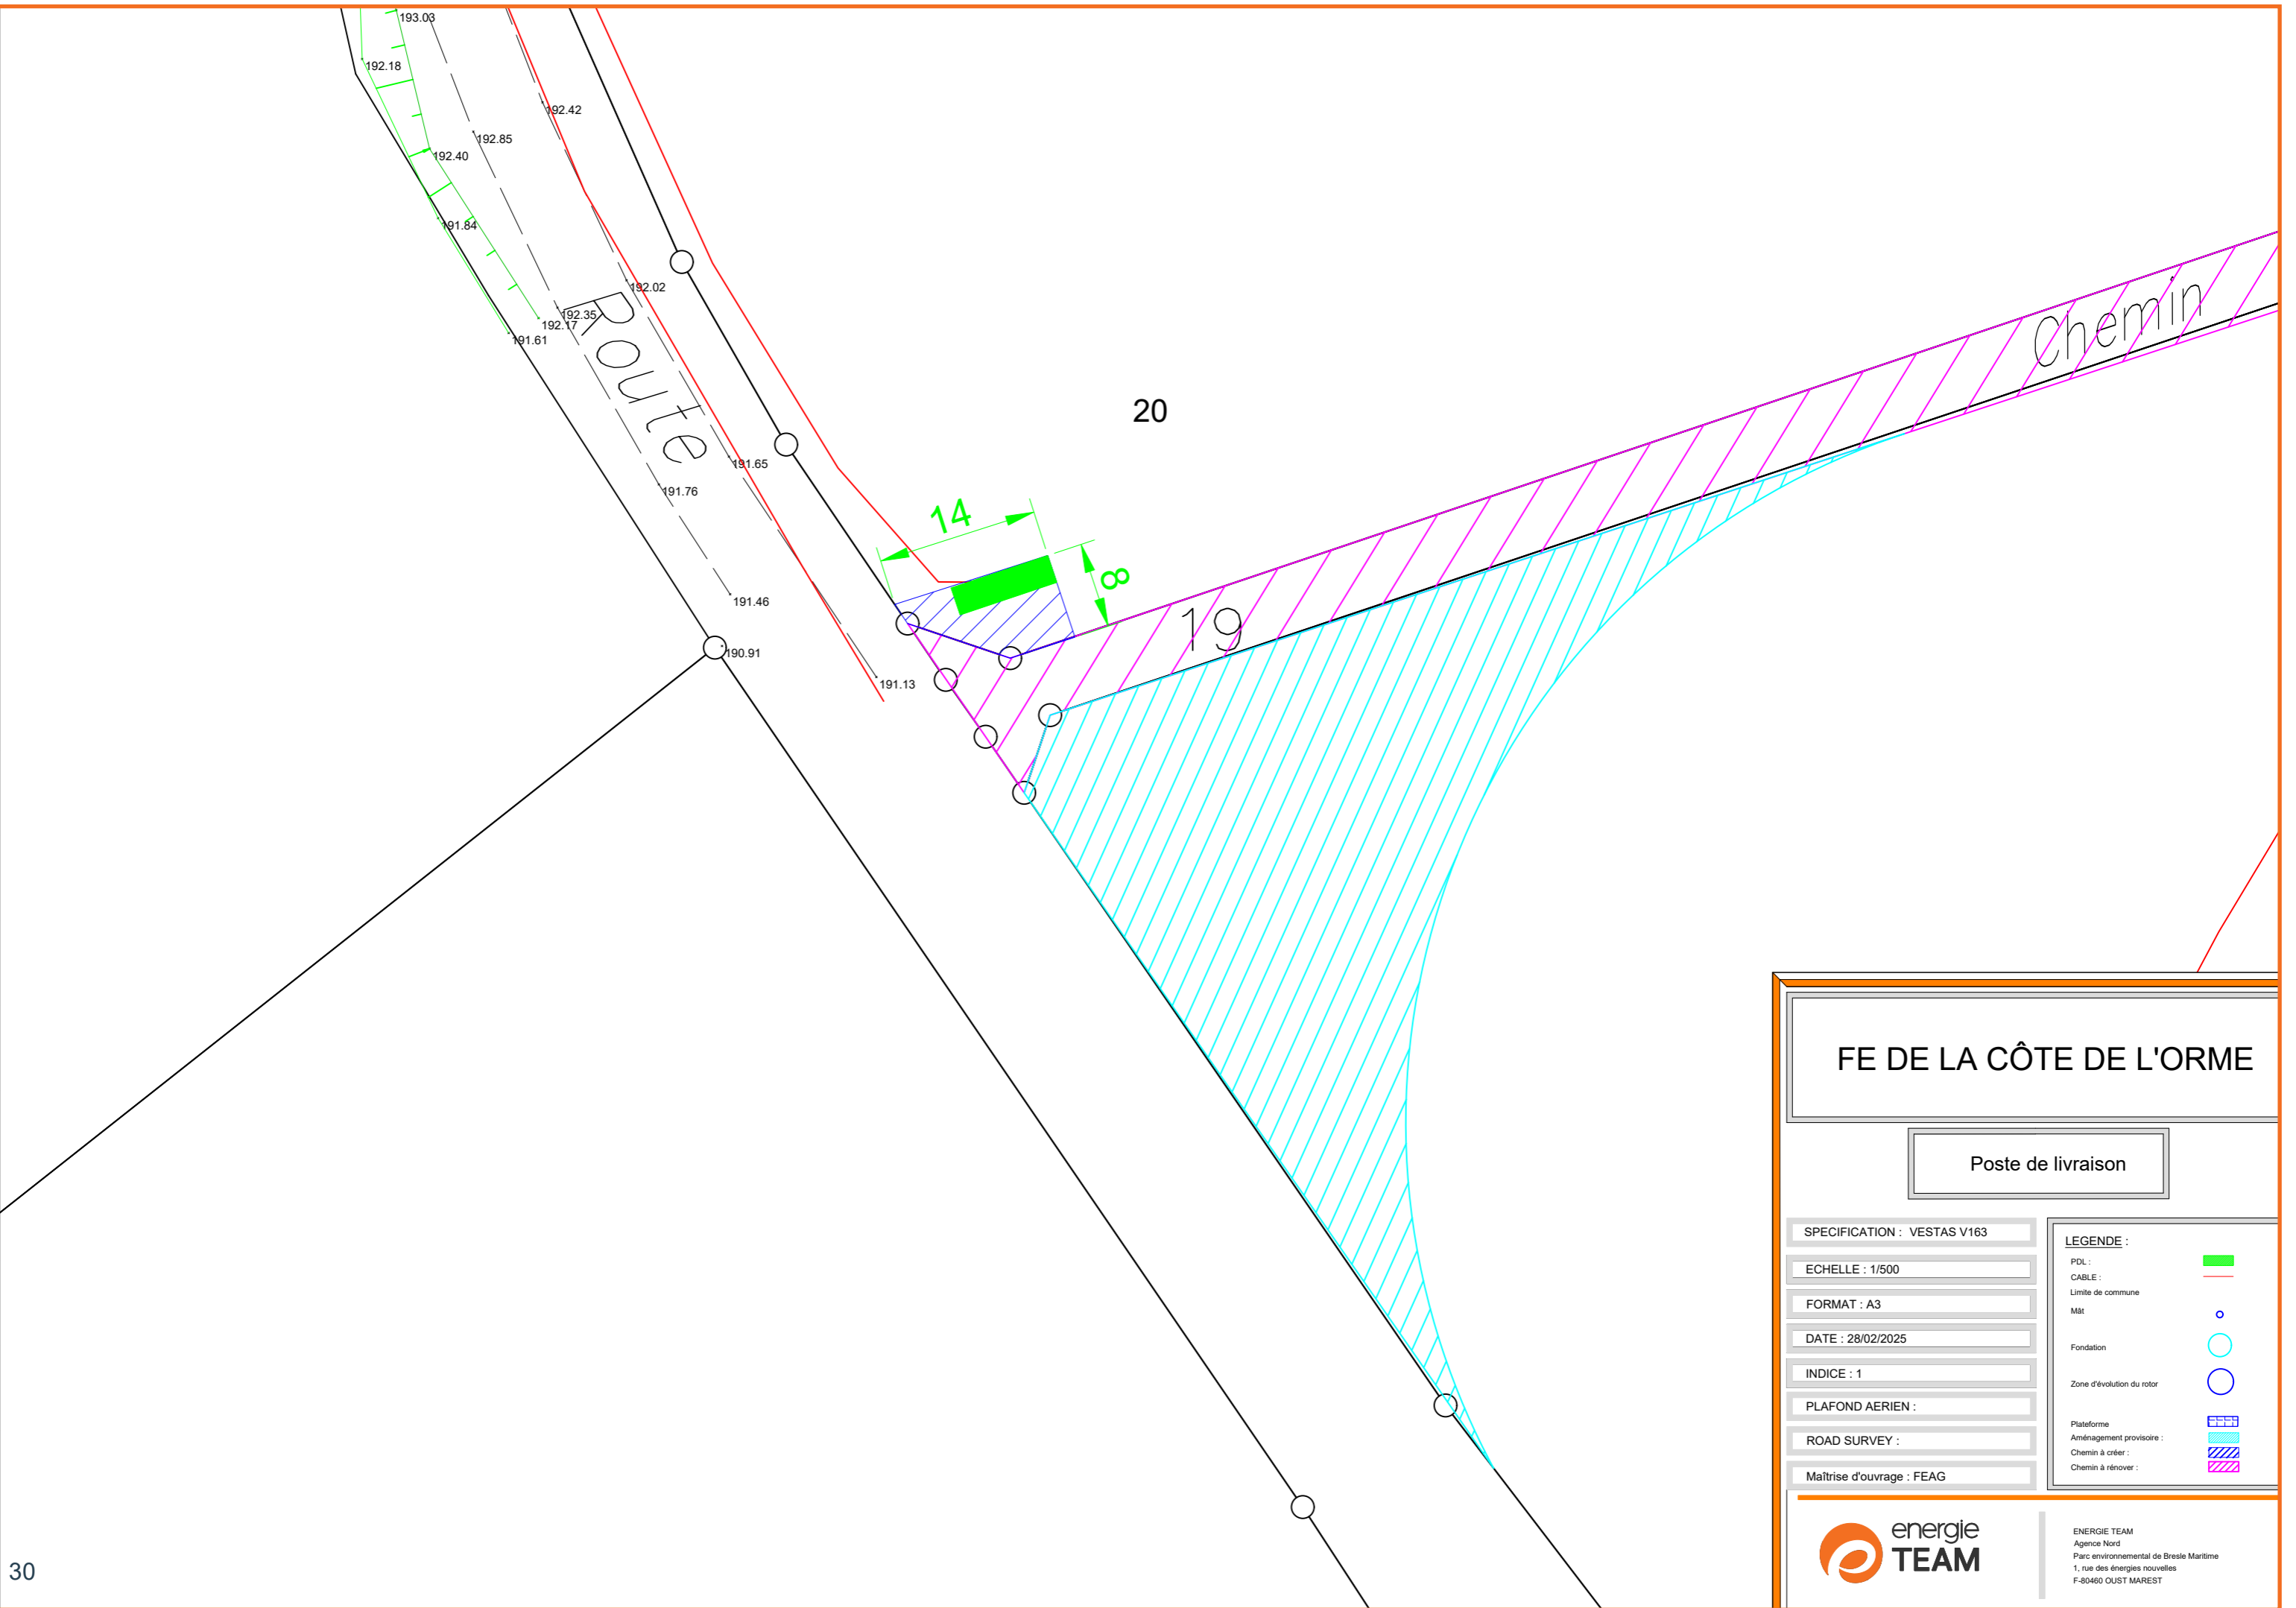 193.03
192.18
192.42
192.85
192.40
191.84
192.02
192.35
192.17
191.61
Route
Chemin
20
191.65
191.76
14
8
191.46
19
190.91
191.13
FE DE LA CÔTE DE L'ORME
Poste de livraison
SPECIFICATION : VESTAS V163
ECHELLE : 1/500
FORMAT : A3
DATE : 28/02/2025
INDICE : 1
PLAFOND AERIEN :
ROAD SURVEY :
Maîtrise d'ouvrage : FEAG
LEGENDE :
PDL :
CABLE :
Limite de commune
Mât
Fondation
Zone d'évolution du rotor
Plateforme
Aménagement provisoire :
Chemin à créer :
Chemin à rénover :
energie
TEAM
ENERGIE TEAM
Agence Nord
Parc environnemental de Bresle Maritime
1, rue des énergies nouvelles
F-80460 OUST MAREST
30